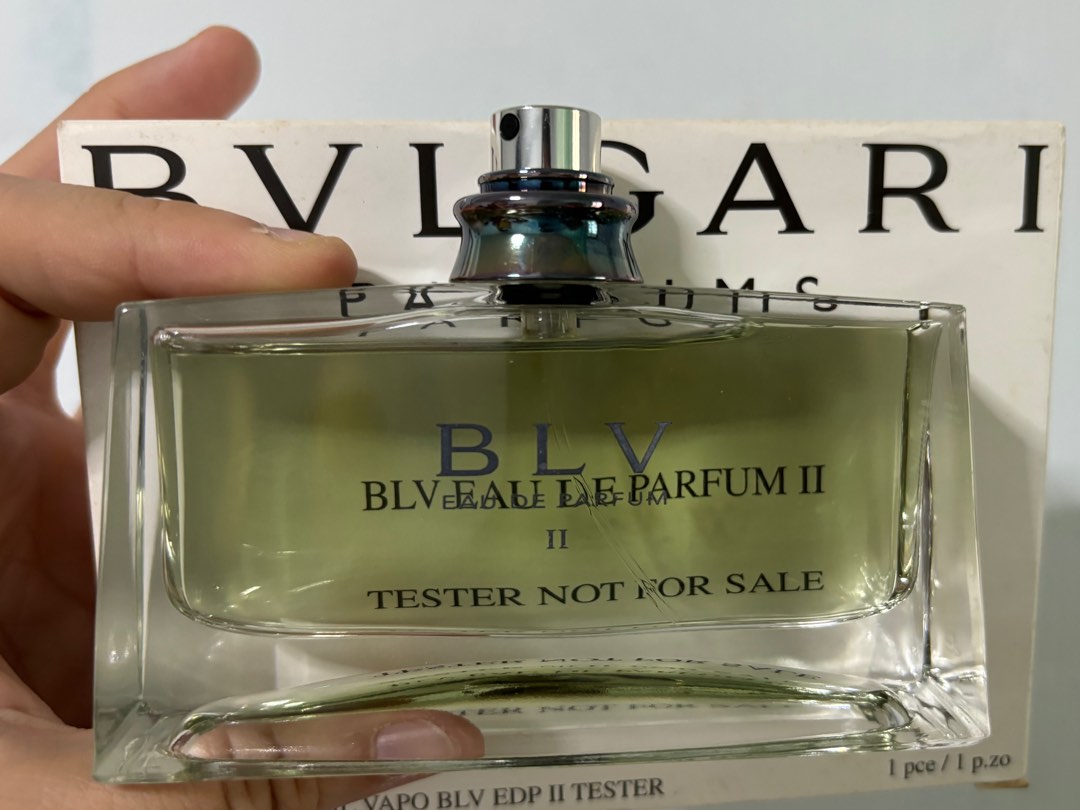 BVLGARI
PARFUMS
BLV
EAU DE PARFUM
II
BLV EAU DE PARFUM II
TESTER NOT FOR SALE
VAPO BLV EDP II TESTER
1 pce / 1 p.zo